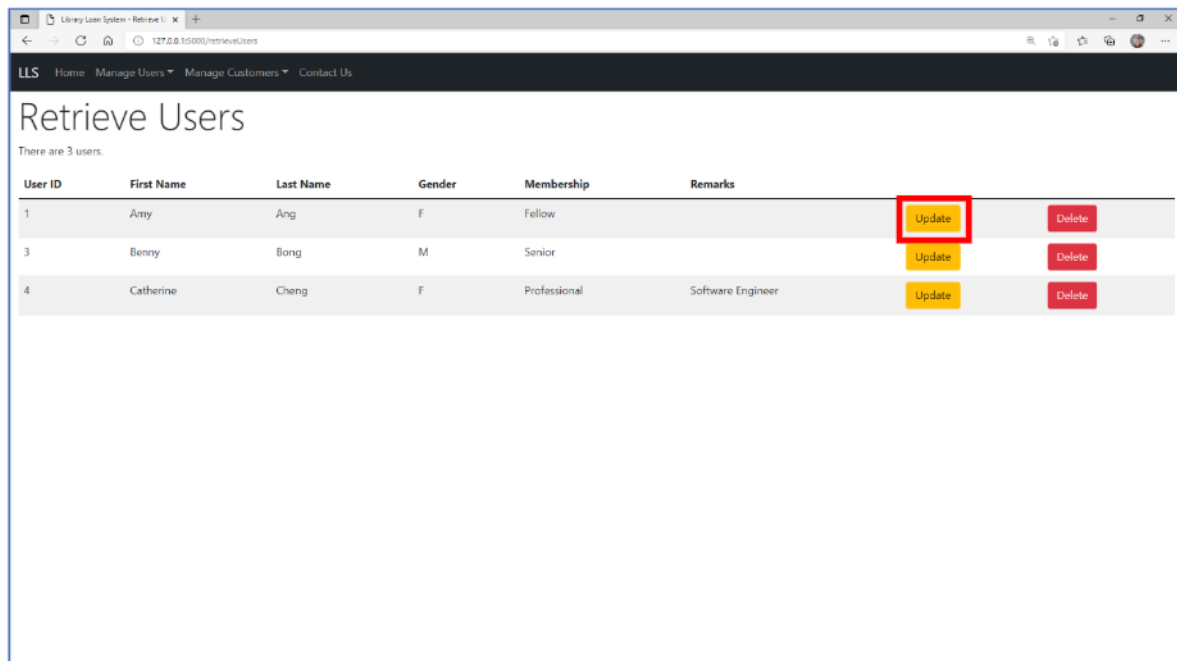 Library Loan System - Retrieve U
127.0.0.1:5000/retrieveUsers
LLS Home Manage Users Manage Customers Contact Us
Retrieve Users
There are 3 users.
User ID First Name Last Name Gender Membership Remarks
1 Amy Ang F Fellow Update Delete
3 Benny Bong M Senior Update Delete
4 Catherine Cheng F Professional Software Engineer Update Delete